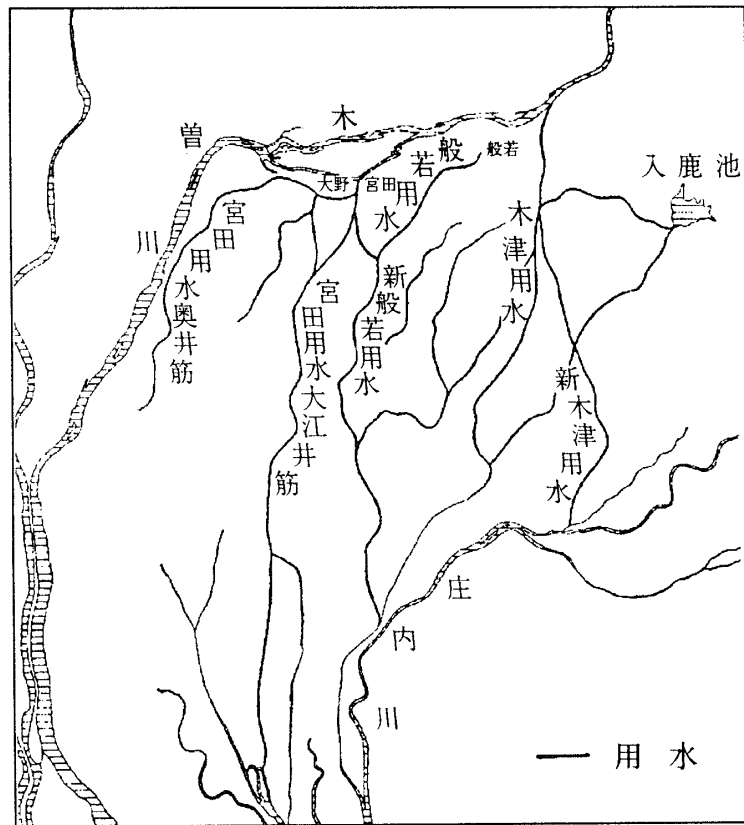 木
曽
川
般若
般若用水
天野
宮田
入鹿池
宮田用水奥井筋
木津用水
新般若用水
宮田用水大江井筋
新木津用水
庄内川
用水